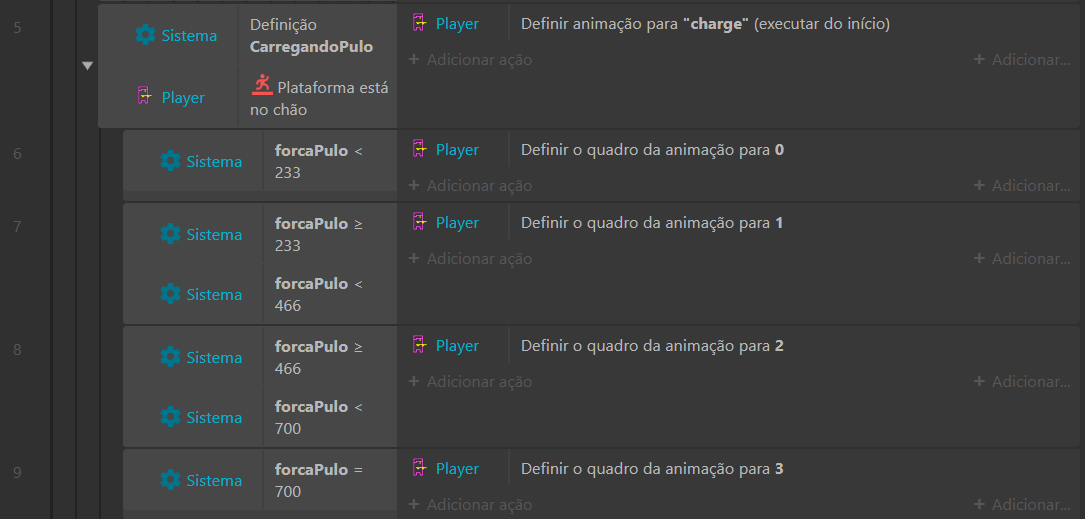 5
Sistema
Definição
CarregandoPulo
Player
Plataforma está
no chão
Player
Definir animação para "charge" (executar do início)
+ Adicionar ação
+ Adicionar...
6
Sistema
forcaPulo <
233
Player
Definir o quadro da animação para 0
+ Adicionar ação
+ Adicionar...
7
Sistema
forcaPulo ≥
233
Sistema
forcaPulo <
466
Player
Definir o quadro da animação para 1
+ Adicionar ação
+ Adicionar...
8
Sistema
forcaPulo ≥
466
Sistema
forcaPulo <
700
Player
Definir o quadro da animação para 2
+ Adicionar ação
+ Adicionar...
9
Sistema
forcaPulo =
700
Player
Definir o quadro da animação para 3
+ Adicionar ação
+ Adicionar...